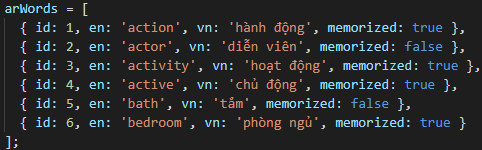 arWords = [
{ id: 1, en: 'action', vn: 'hành động', memorized: true },
{ id: 2, en: 'actor', vn: 'diễn viên', memorized: false },
{ id: 3, en: 'activity', vn: 'hoạt động', memorized: true },
{ id: 4, en: 'active', vn: 'chủ động', memorized: true },
{ id: 5, en: 'bath', vn: 'tắm', memorized: false },
{ id: 6, en: 'bedroom', vn: 'phòng ngủ', memorized: true }
];